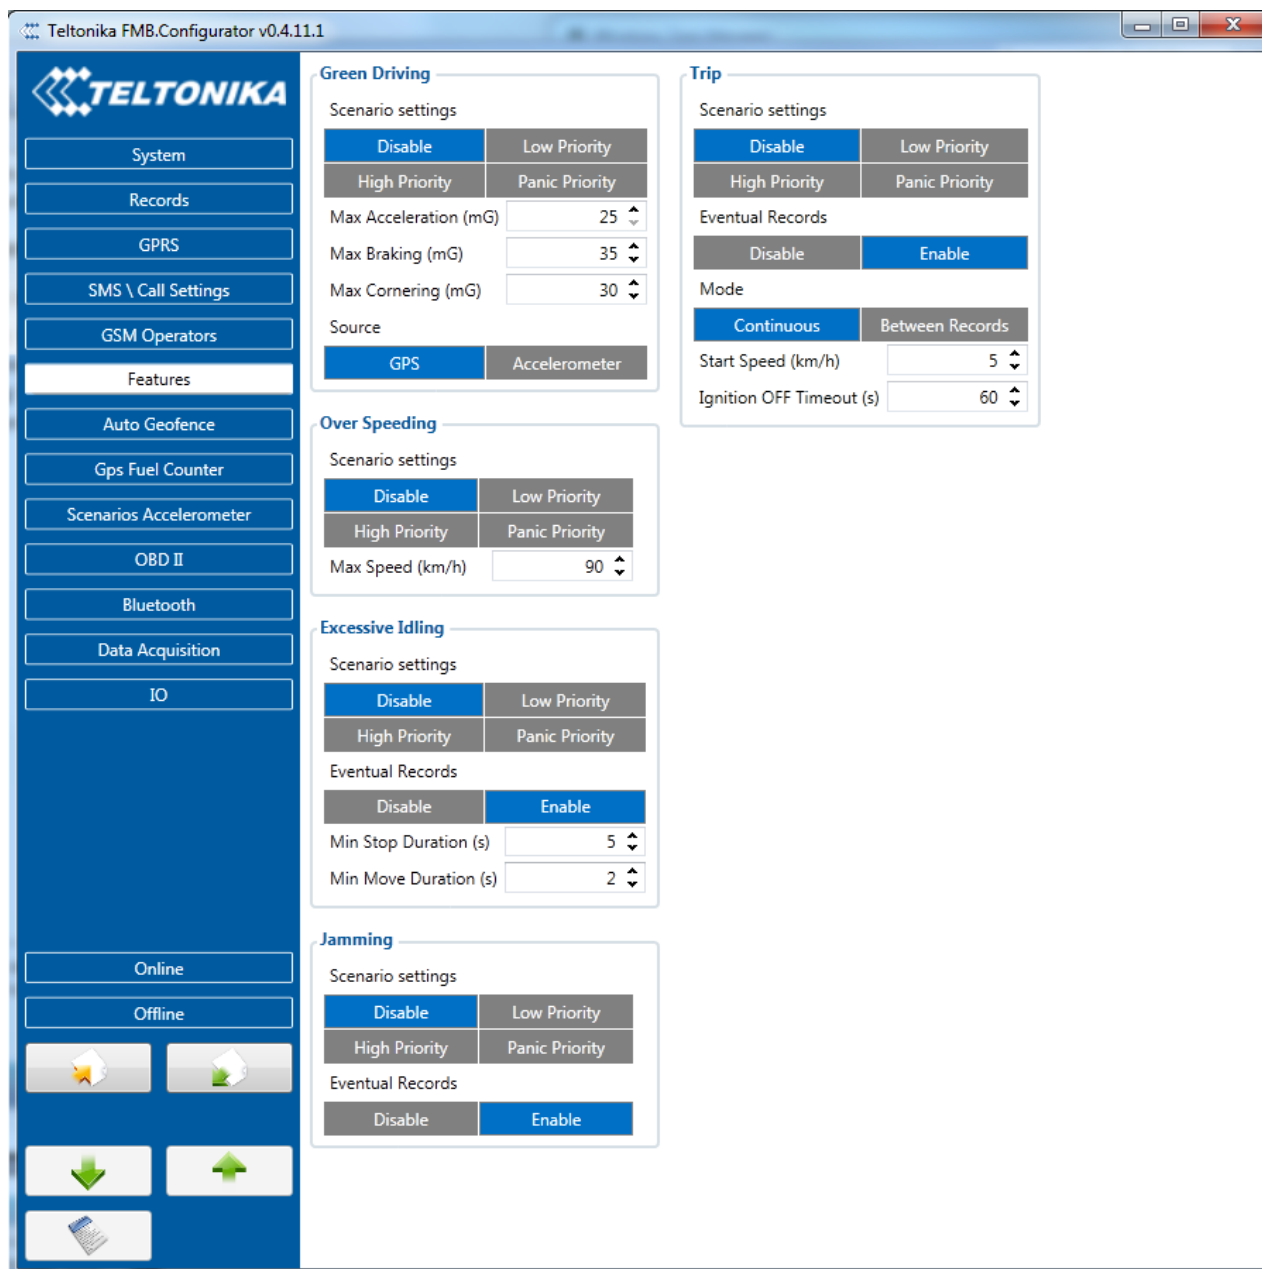 Teltonika FMB.Configurator v0.4.11.1
TELTONIKA
System
Records
GPRS
SMS \ Call Settings
GSM Operators
Features
Auto Geofence
Gps Fuel Counter
Scenarios Accelerometer
OBD II
Bluetooth
Data Acquisition
IO
Online
Offline
Green Driving
Scenario settings
Disable Low Priority
High Priority Panic Priority
Max Acceleration (mG) 25
Max Braking (mG) 35
Max Cornering (mG) 30
Source
GPS Accelerometer
Over Speeding
Scenario settings
Disable Low Priority
High Priority Panic Priority
Max Speed (km/h) 90
Excessive Idling
Scenario settings
Disable Low Priority
High Priority Panic Priority
Eventual Records
Disable Enable
Min Stop Duration (s) 5
Min Move Duration (s) 2
Jamming
Scenario settings
Disable Low Priority
High Priority Panic Priority
Eventual Records
Disable Enable
Trip
Scenario settings
Disable Low Priority
High Priority Panic Priority
Eventual Records
Disable Enable
Mode
Continuous Between Records
Start Speed (km/h) 5
Ignition OFF Timeout (s) 60